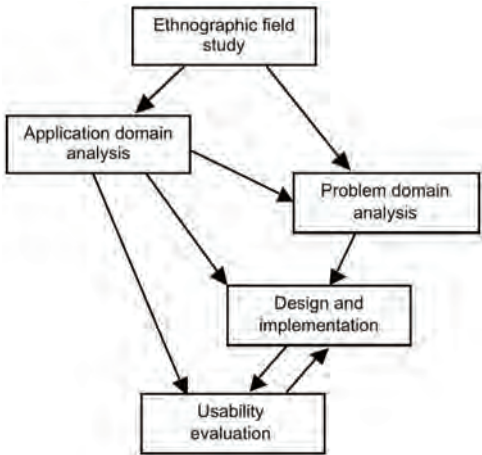 Ethnographic field
study
Application domain
analysis
Problem domain
analysis
Design and
implementation
Usability
evaluation